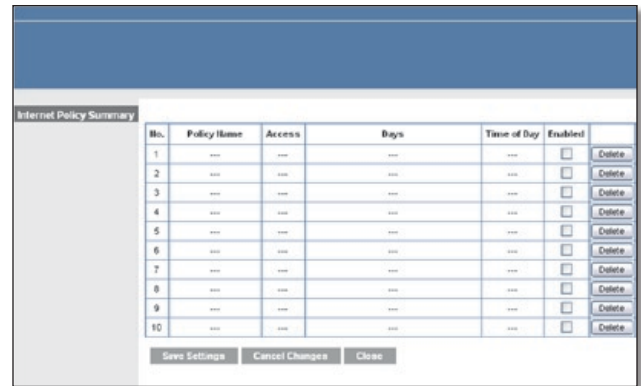 Internet Policy Summary
No. Policy Name Access Days Time of Day Enabled
1 --- --- --- --- Delete
2 --- --- --- --- Delete
3 --- --- --- --- Delete
4 --- --- --- --- Delete
5 --- --- --- --- Delete
6 --- --- --- --- Delete
7 --- --- --- --- Delete
8 --- --- --- --- Delete
9 --- --- --- --- Delete
10 --- --- --- --- Delete
Save Settings Cancel Changes Close